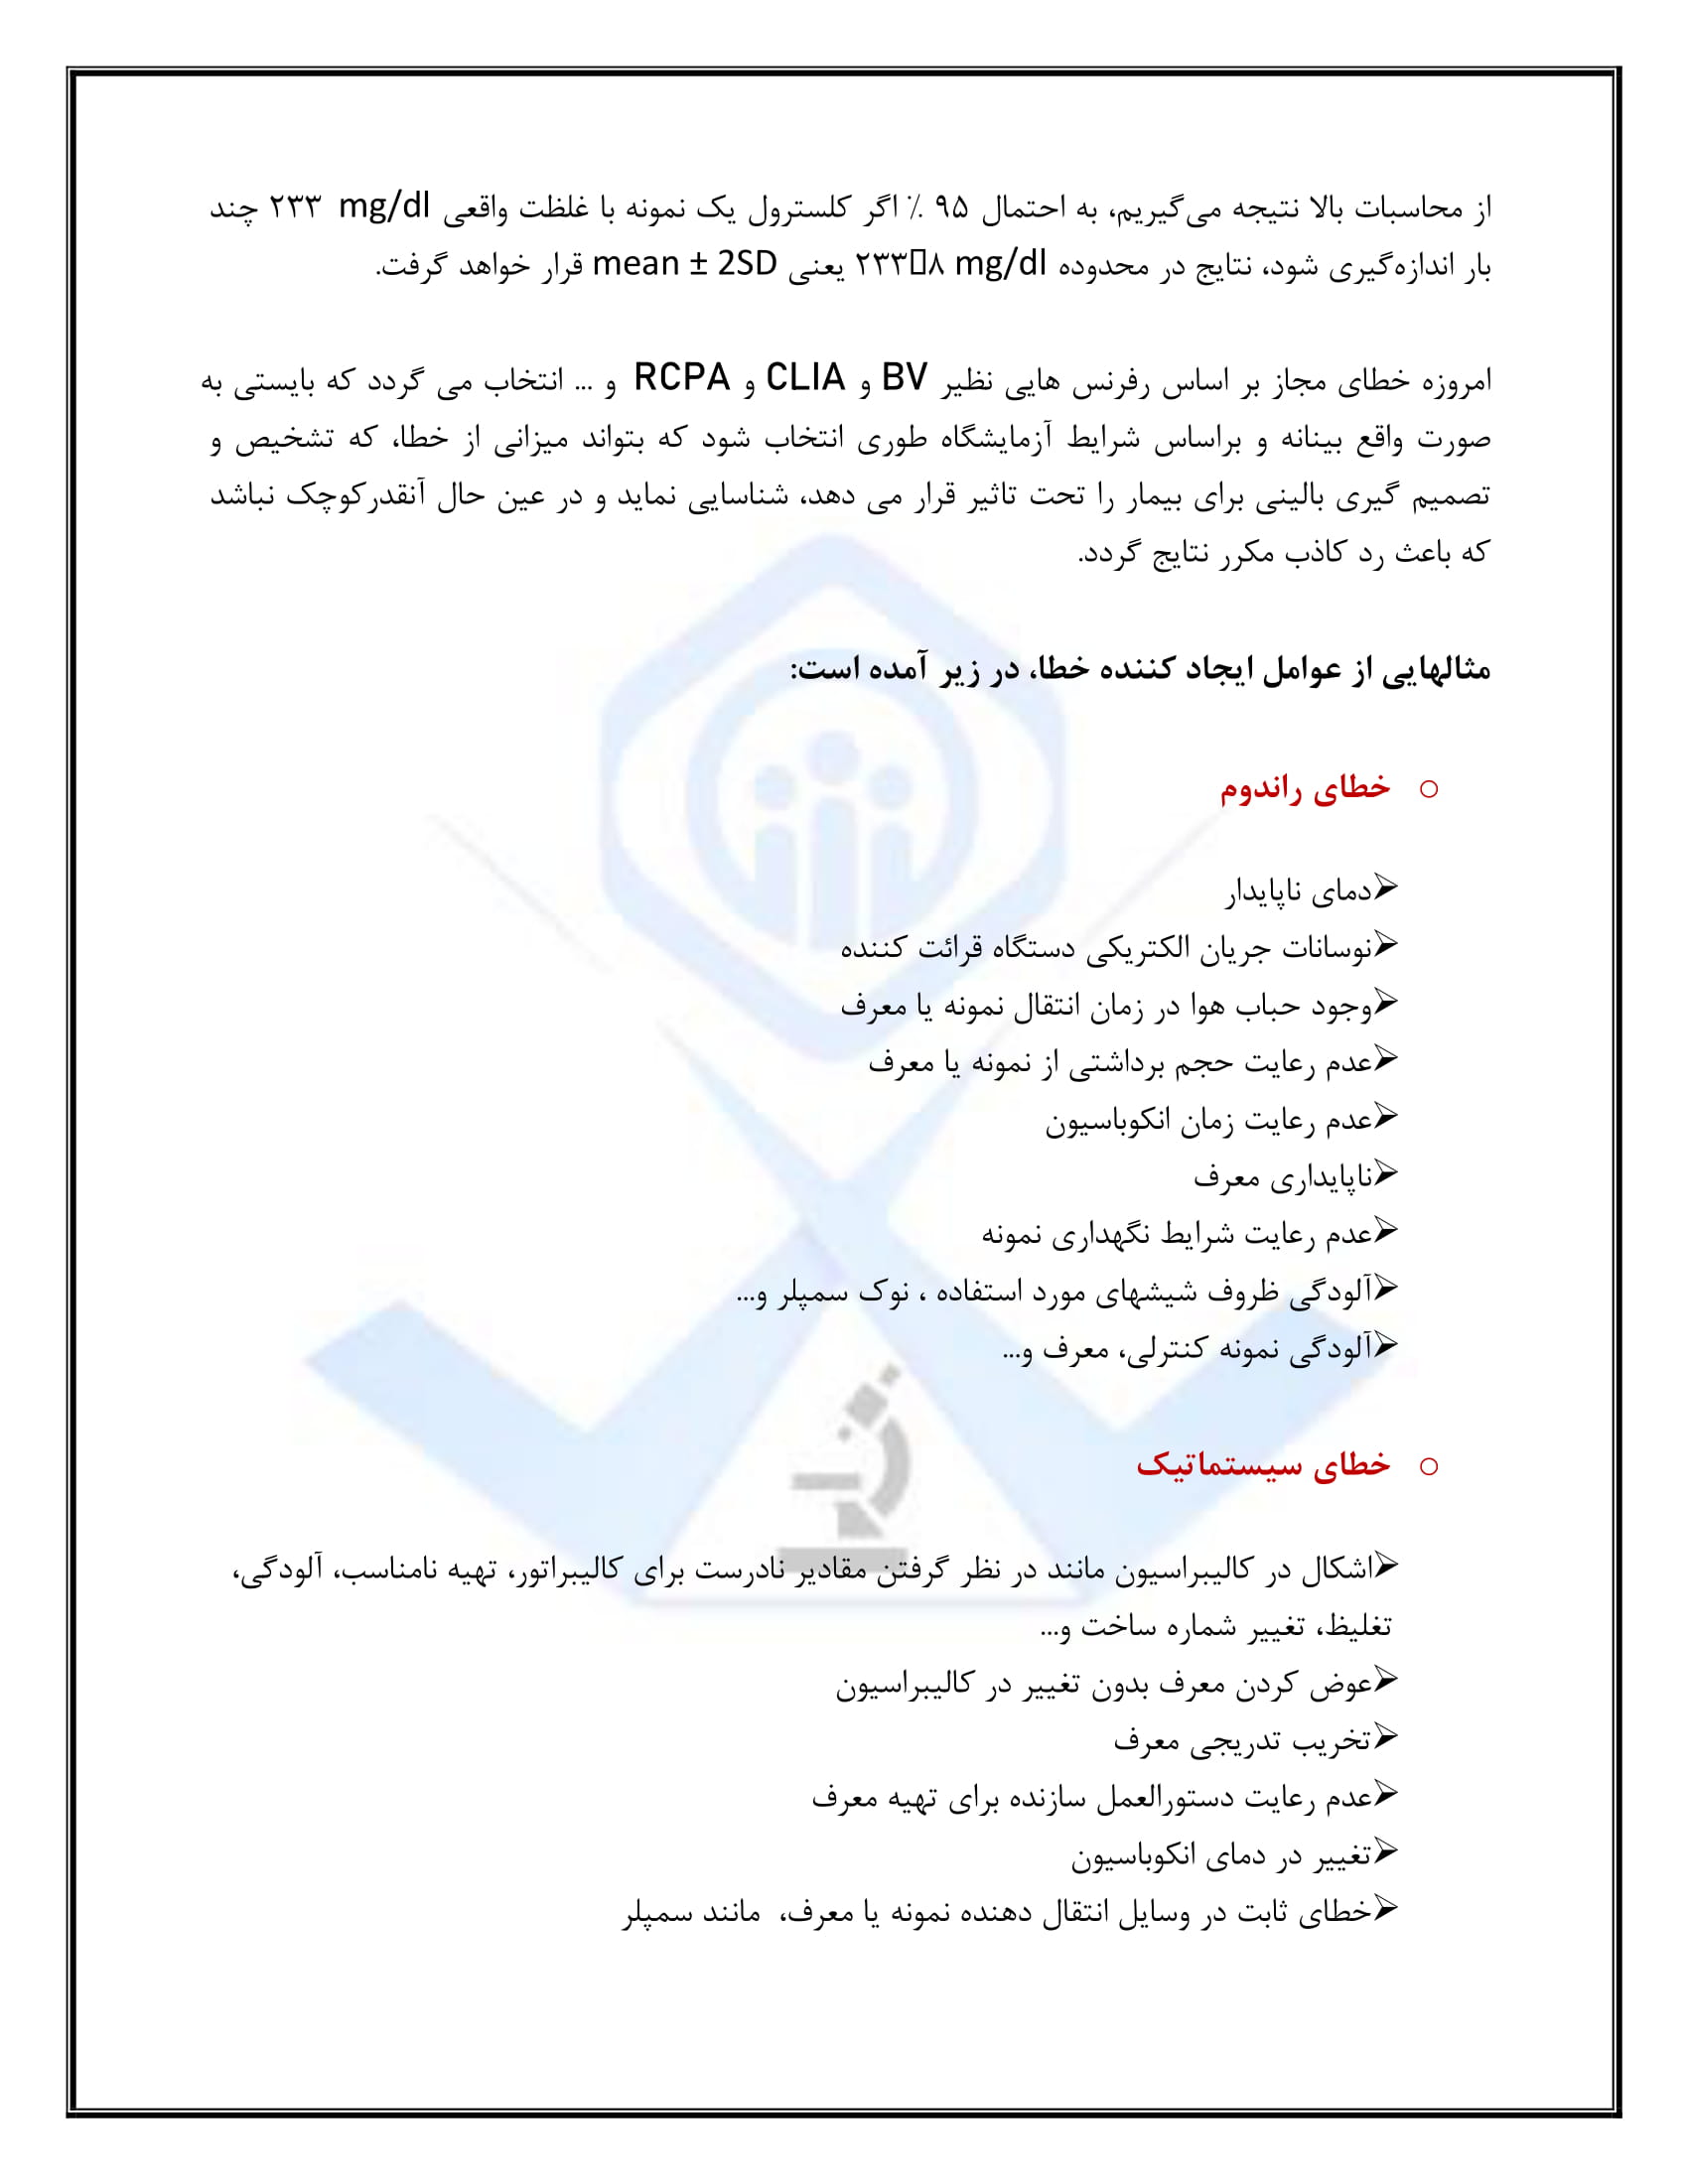 از محاسبات بالا نتیجه می‌گیریم، به احتمال ۹۵ ٪ اگر کلسترول یک نمونه با غلظت واقعی ۲۳۳ mg/dl چند
بار اندازه‌گیری شود، نتایج در محدوده ۲۳۳▯۸ mg/dl یعنی mean ± 2SD قرار خواهد گرفت.
امروزه خطای مجاز بر اساس رفرنس هایی نظیر BV و CLIA و RCPA و ... انتخاب می گردد که بایستی به
صورت واقع بینانه و براساس شرایط آزمایشگاه طوری انتخاب شود که بتواند میزانی از خطا، که تشخیص و
تصمیم گیری بالینی برای بیمار را تحت تاثیر قرار می دهد، شناسایی نماید و در عین حال آنقدرکوچک نباشد
که باعث رد کاذب مکرر نتایج گردد.
مثالهایی از عوامل ایجاد کننده خطا، در زیر آمده است:
○ خطای راندوم
➢دمای ناپایدار
➢نوسانات جریان الکتریکی دستگاه قرائت کننده
➢وجود حباب هوا در زمان انتقال نمونه یا معرف
➢عدم رعایت حجم برداشتی از نمونه یا معرف
➢عدم رعایت زمان انکوباسیون
➢ناپایداری معرف
➢عدم رعایت شرایط نگهداری نمونه
➢آلودگی ظروف شیشهای مورد استفاده ، نوک سمپلر و...
➢آلودگی نمونه کنترلی، معرف و...
○ خطای سیستماتیک
➢اشکال در کالیبراسیون مانند در نظر گرفتن مقادیر نادرست برای کالیبراتور، تهیه نامناسب، آلودگی،
تغلیظ، تغییر شماره ساخت و...
➢عوض کردن معرف بدون تغییر در کالیبراسیون
➢تخریب تدریجی معرف
➢عدم رعایت دستورالعمل سازنده برای تهیه معرف
➢تغییر در دمای انکوباسیون
➢خطای ثابت در وسایل انتقال دهنده نمونه یا معرف، مانند سمپلر